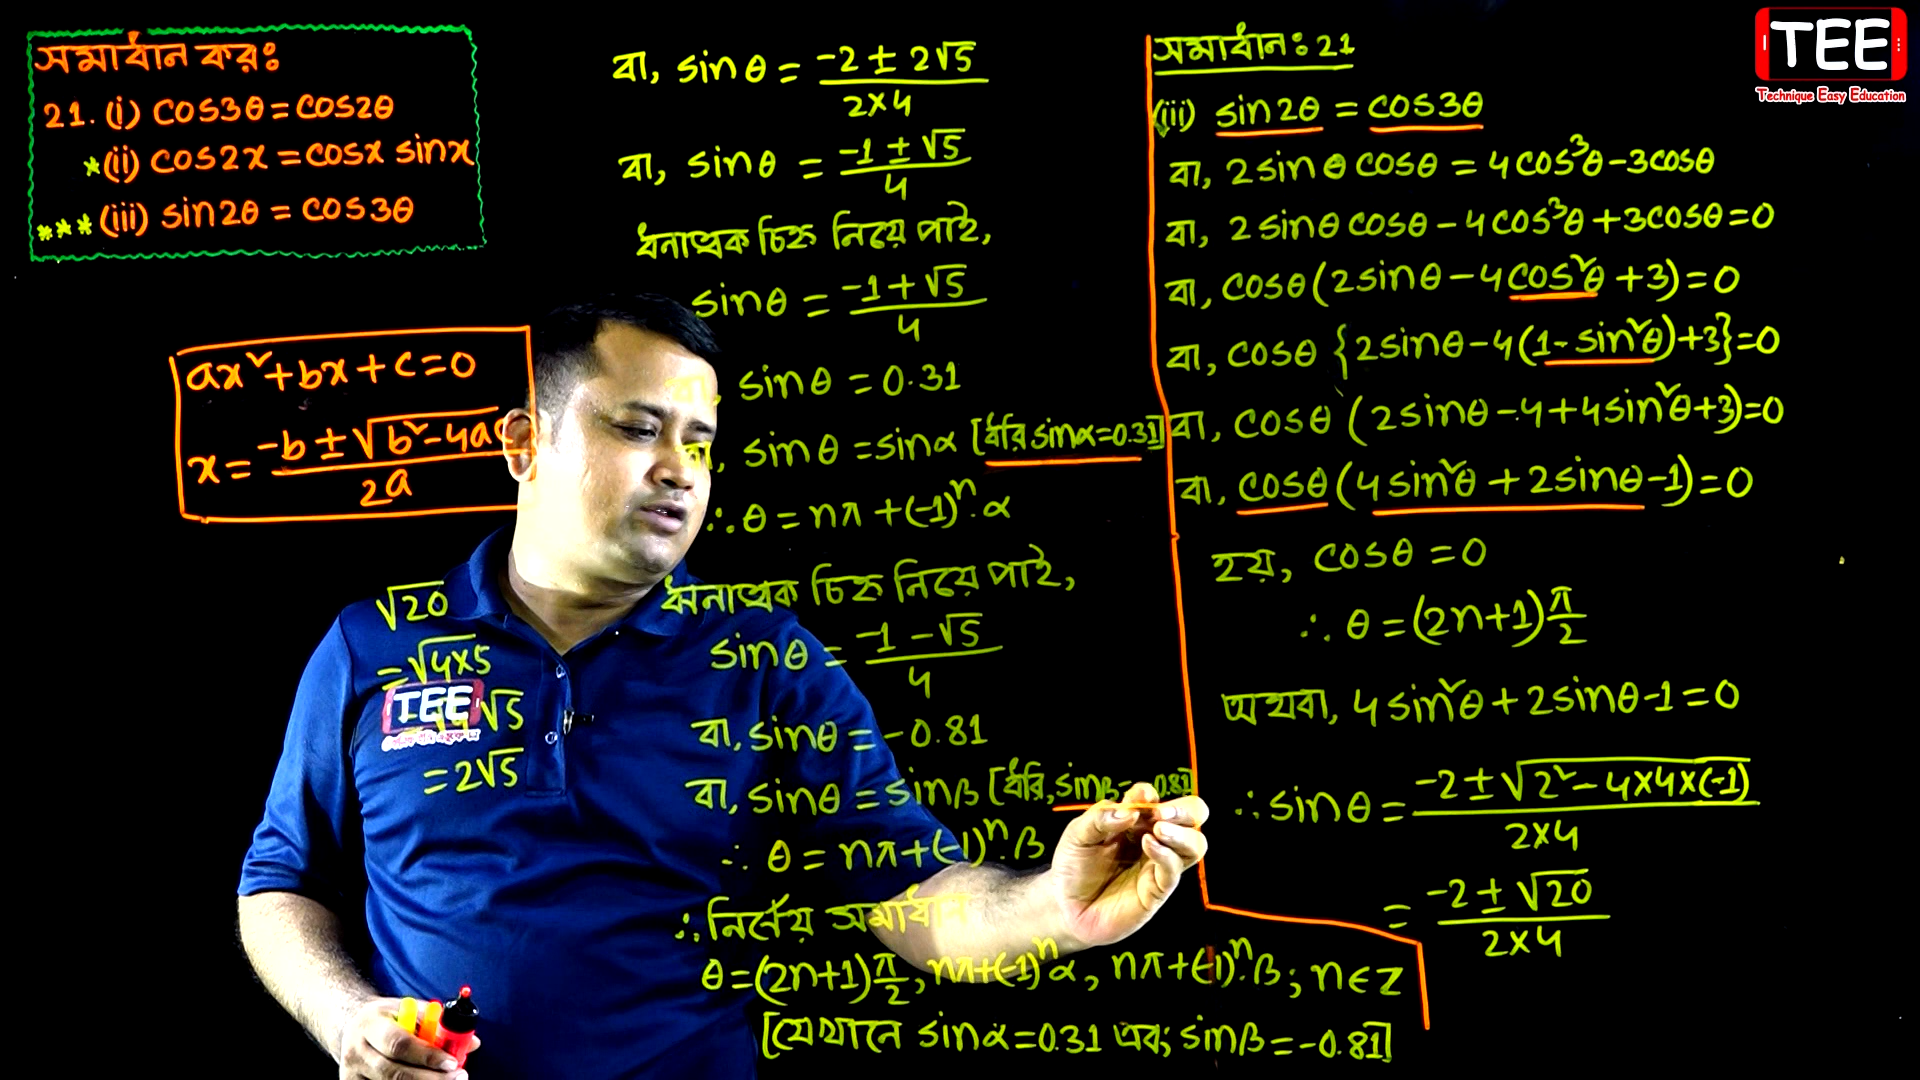 সমাধান করঃ
21. (i) cos3θ = cos2θ
*(ii) cos2x = cosx sinx
***(iii) sin2θ = cos3θ
ax²+bx+c=0
x = (-b ± √(b²-4ac))/2a
√20
= √4×5
√5
= 2√5
TEE
বা, sinθ = (-2 ± 2√5)/(2×4)
বা, sinθ = (-1 ± √5)/4
ধনাত্মক চিহ্ন নিয়ে পাই,
sinθ = (-1+√5)/4
বা, sinθ = 0.31
বা, sinθ = sinα [ধরি sinα=0.31]
∴ θ = nπ + (-1)ⁿ.α
ঋনাত্মক চিহ্ন নিয়ে পাই,
sinθ = (-1-√5)/4
বা, sinθ = -0.81
বা, sinθ = sinβ [ধরি, sinβ=-0.81]
∴ θ = nπ+(-1)ⁿ.β
∴ নির্ণেয় সমাধান
θ=(2n+1)π/2, nπ+(-1)ⁿα, nπ+(-1)ⁿ.β; n∈Z
[যেখানে sinα=0.31 এবং sinβ=-0.81]
সমাধান: 21
(iii) sin2θ = cos3θ
বা, 2sinθ cosθ = 4cos³θ-3cosθ
বা, 2sinθ cosθ - 4cos³θ+3cosθ=0
বা, cosθ(2sinθ - 4cos²θ +3)=0
বা, cosθ {2sinθ-4(1-sin²θ)+3}=0
বা, cosθ (2sinθ-4+4sin²θ+3)=0
বা, cosθ (4sin²θ+2sinθ-1)=0
হয়, cosθ = 0
∴ θ = (2n+1)π/2
অথবা, 4sin²θ+2sinθ-1=0
∴ sinθ = (-2 ± √(2²-4×4×(-1)))/(2×4)
= (-2 ± √20)/(2×4)
TEE
Technique Easy Education